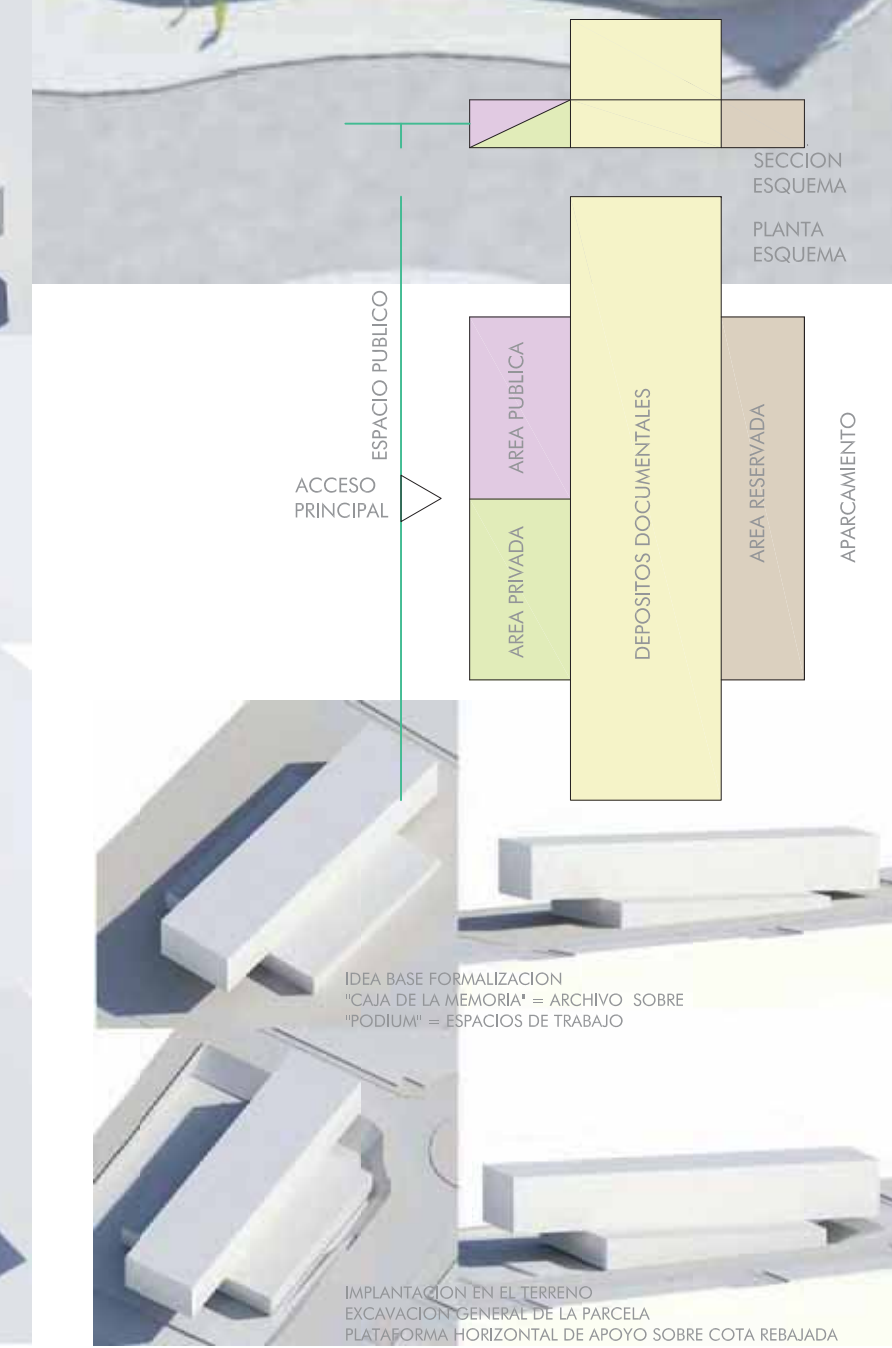 SECCION
ESQUEMA
PLANTA
ESQUEMA
ESPACIO PUBLICO
ACCESO
PRINCIPAL
AREA PUBLICA
AREA PRIVADA
DEPOSITOS DOCUMENTALES
AREA RESERVADA
APARCAMIENTO
IDEA BASE FORMALIZACION
"CAJA DE LA MEMORIA" = ARCHIVO SOBRE
"PODIUM" = ESPACIOS DE TRABAJO
IMPLANTACION EN EL TERRENO
EXCAVACION GENERAL DE LA PARCELA
PLATAFORMA HORIZONTAL DE APOYO SOBRE COTA REBAJADA